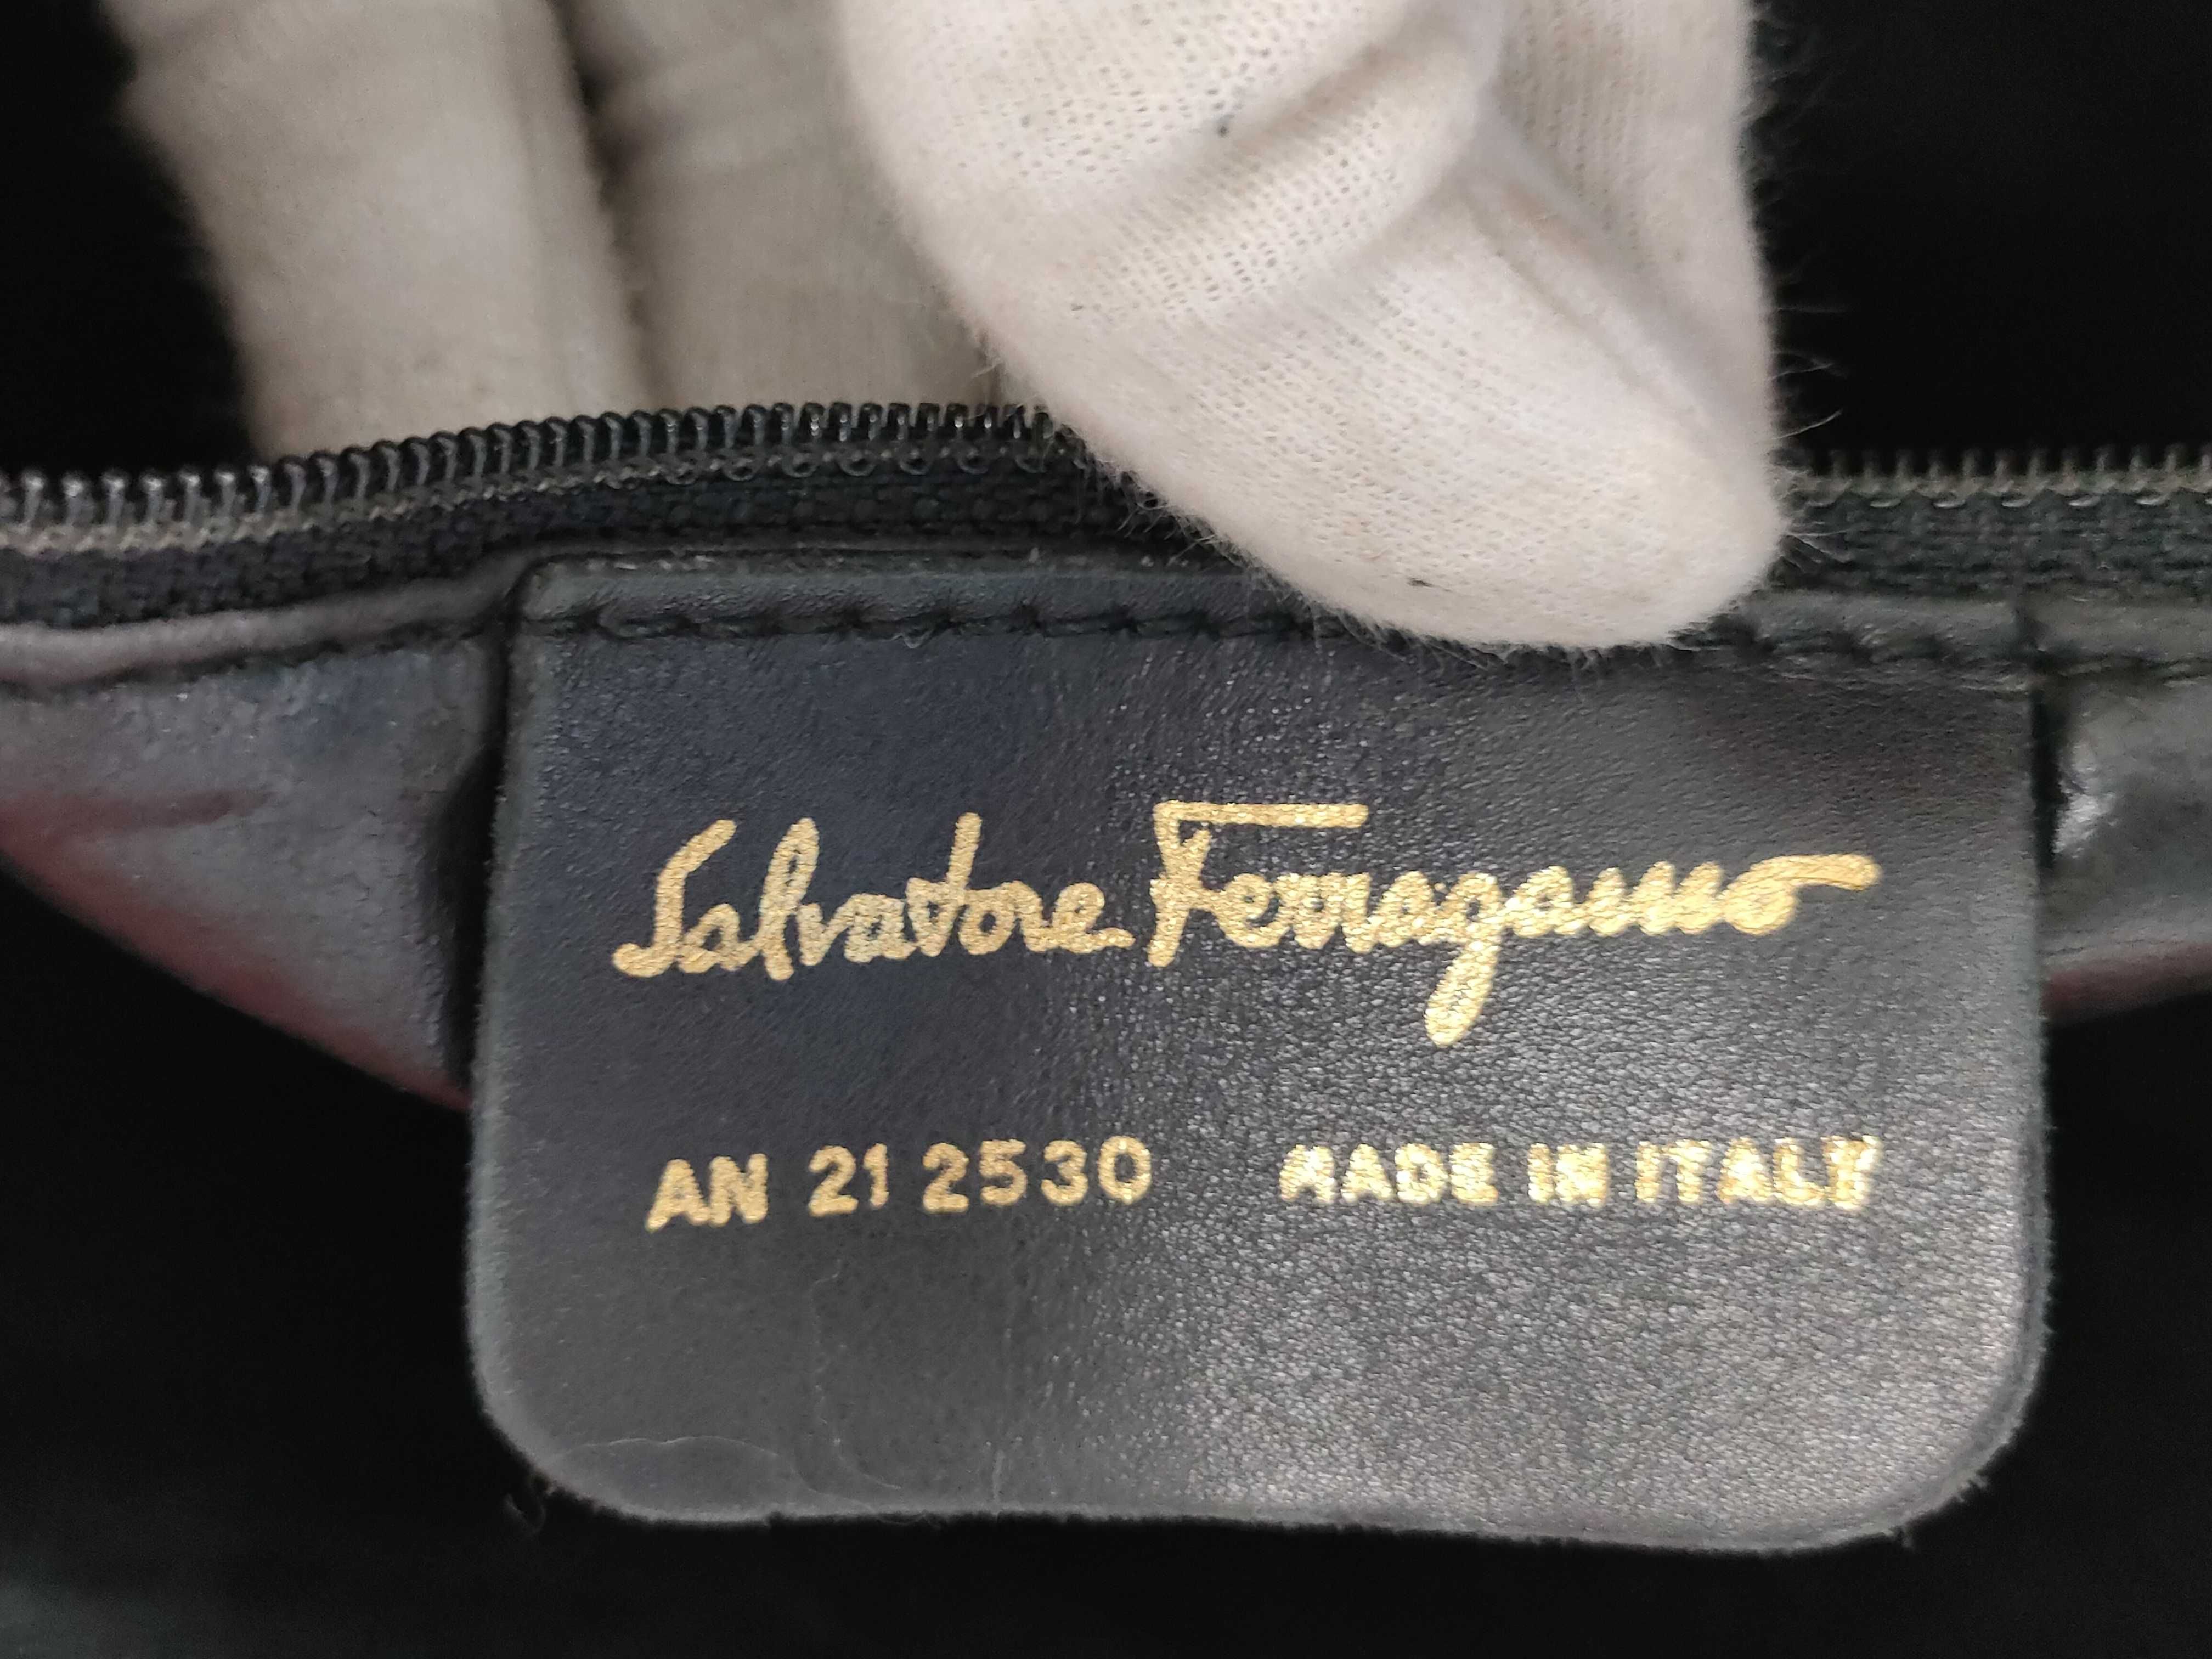 Salvatore Ferragamo
AN 21 2530 MADE IN ITALY